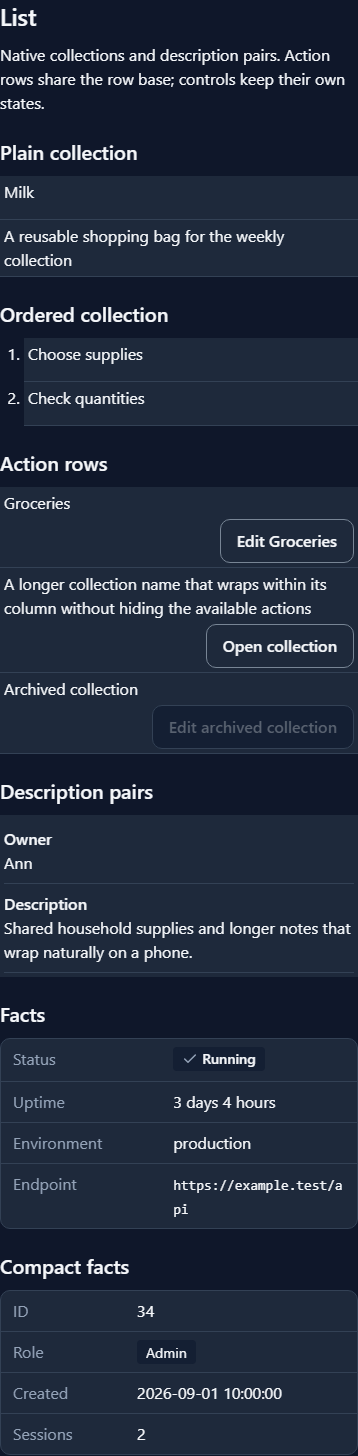 List
Native collections and description pairs. Action
rows share the row base; controls keep their own
states.
Plain collection
Milk
A reusable shopping bag for the weekly
collection
Ordered collection
1. Choose supplies
2. Check quantities
Action rows
Groceries
Edit Groceries
A longer collection name that wraps within its
column without hiding the available actions
Open collection
Archived collection
Edit archived collection
Description pairs
Owner
Ann
Description
Shared household supplies and longer notes that
wrap naturally on a phone.
Facts
Status Running
Uptime 3 days 4 hours
Environment production
Endpoint https://example.test/a
pi
Compact facts
ID 34
Role Admin
Created 2026-09-01 10:00:00
Sessions 2